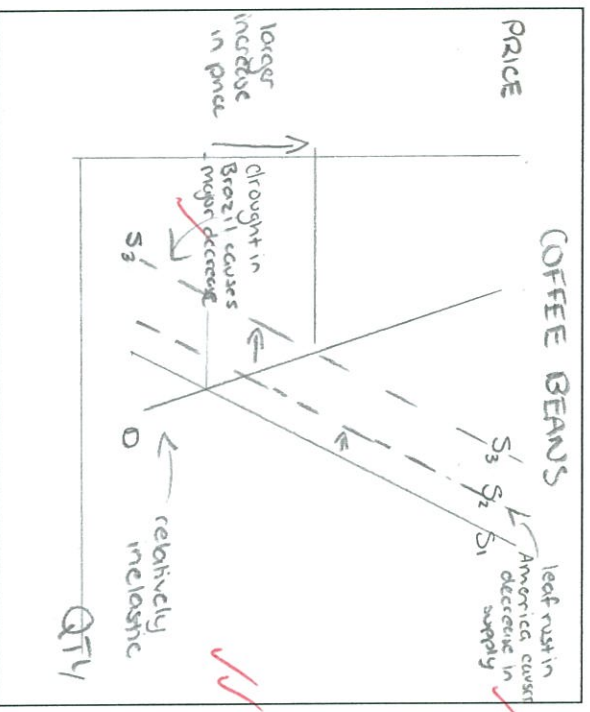 COFFEE BEANS
PRICE
larger
increase
in price
drought in
Brazil causes
major decrease
S3
S3
S2
S1
leaf rust in
America causes
decrease in
supply
D
relatively
inelastic
QTY